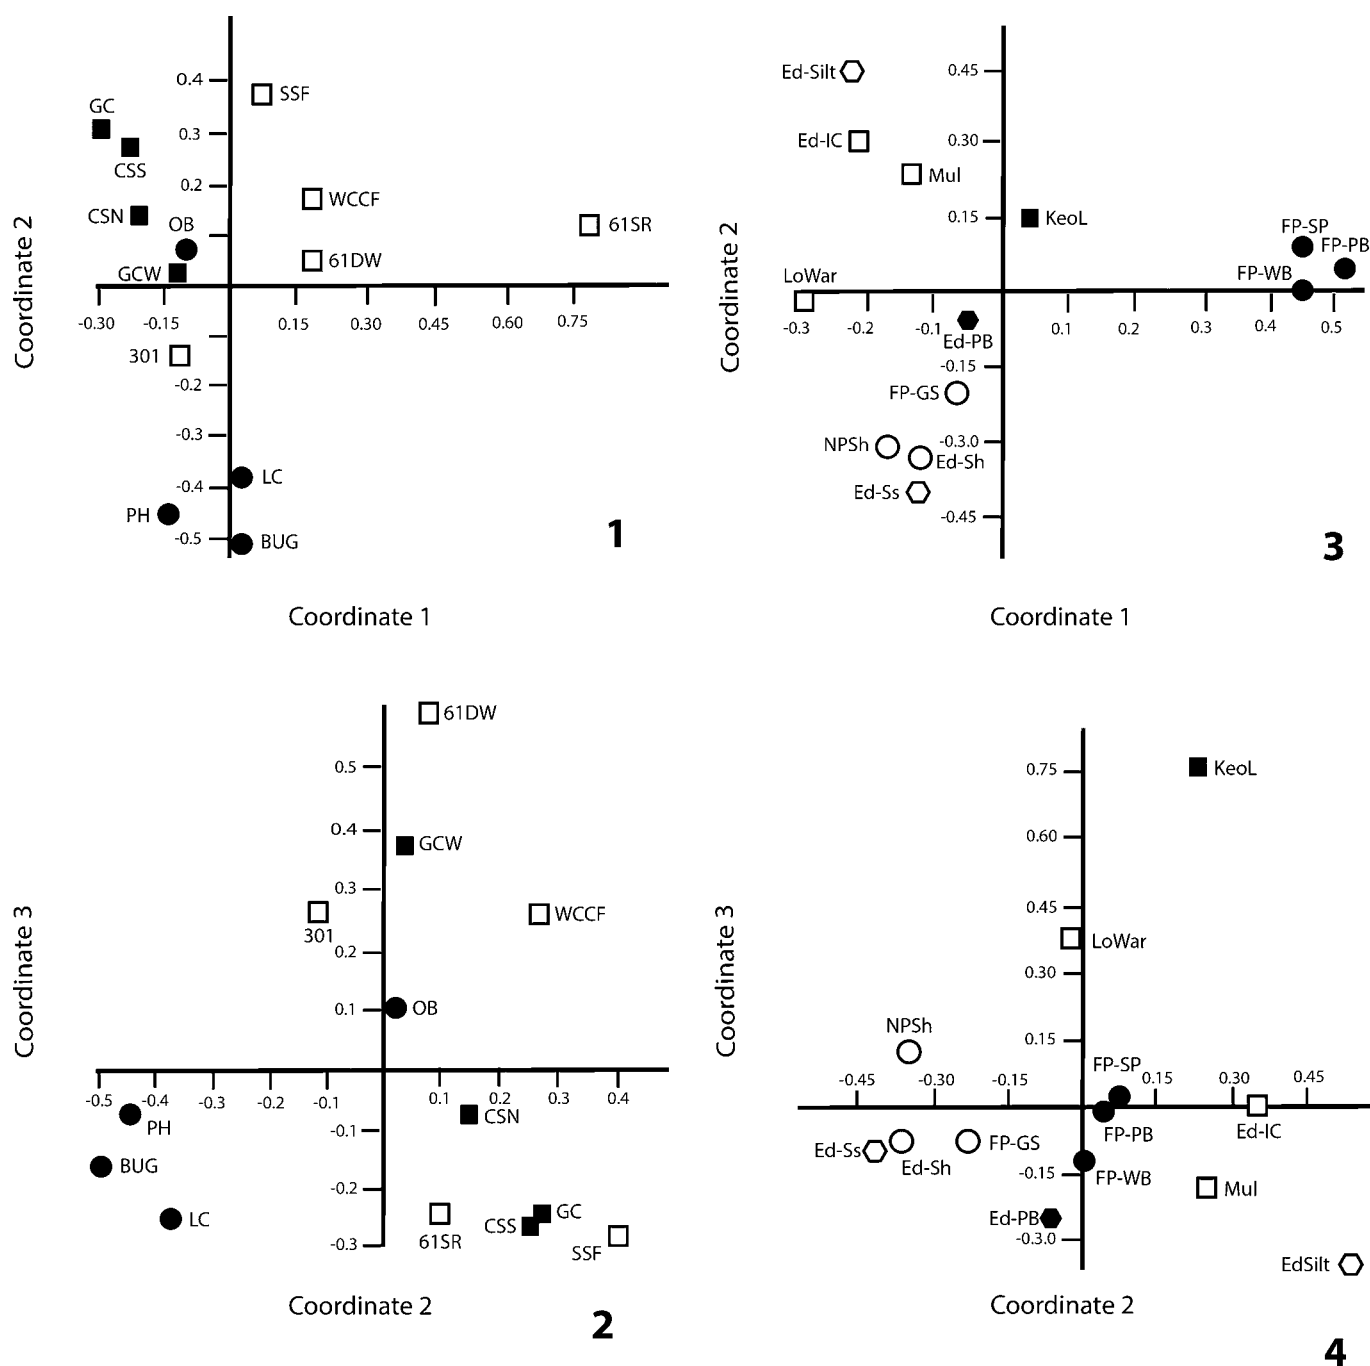 0.4
SSF
GC
0.3
CSS
0.2
WCCF
CSN
OB
61SR
61DW
GCW
-0.30 -0.15 0.15 0.30 0.45 0.60 0.75
301
-0.2
-0.3
LC
-0.4
PH
-0.5
BUG
Coordinate 2
1
Coordinate 1
Ed-Silt
0.45
Ed-IC
0.30
Mul
0.15
KeoL
FP-SP
FP-PB
FP-WB
LoWar
-0.3 -0.2 -0.1 0.1 0.2 0.3 0.4 0.5
Ed-PB
-0.15
FP-GS
NPSh
-0.3.0
Ed-Sh
Ed-Ss
-0.45
Coordinate 2
3
Coordinate 1
61DW
0.5
0.4
GCW
0.3
WCCF
301
0.2
0.1
OB
-0.5 -0.4 -0.3 -0.2 -0.1 0.1 0.2 0.3 0.4
PH
CSN
-0.1
BUG
-0.2
LC
GC
CSS
61SR
-0.3
SSF
Coordinate 3
Coordinate 2
2
0.75
KeoL
0.60
0.45
LoWar
0.30
NPSh
0.15
FP-SP
-0.45 -0.30 -0.15 0.15 0.30 0.45
FP-PB
Ed-IC
Ed-Ss
Ed-Sh
FP-GS
-0.15
FP-WB
Mul
Ed-PB
-0.3.0
EdSilt
Coordinate 3
Coordinate 2
4